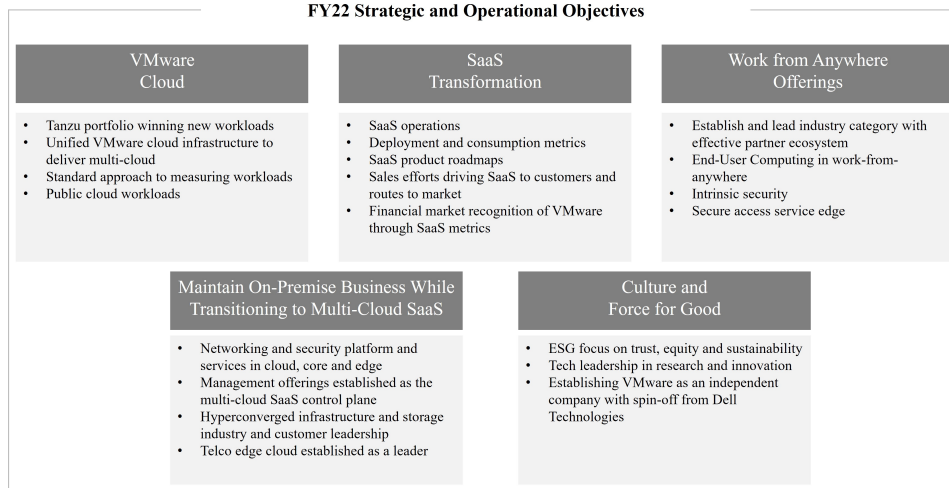 FY22 Strategic and Operational Objectives
VMware
Cloud
• Tanzu portfolio winning new workloads
• Unified VMware cloud infrastructure to
deliver multi-cloud
• Standard approach to measuring workloads
• Public cloud workloads
SaaS
Transformation
• SaaS operations
• Deployment and consumption metrics
• SaaS product roadmaps
• Sales efforts driving SaaS to customers and
routes to market
• Financial market recognition of VMware
through SaaS metrics
Work from Anywhere
Offerings
• Establish and lead industry category with
effective partner ecosystem
• End-User Computing in work-from-
anywhere
• Intrinsic security
• Secure access service edge
Maintain On-Premise Business While
Transitioning to Multi-Cloud SaaS
• Networking and security platform and
services in cloud, core and edge
• Management offerings established as the
multi-cloud SaaS control plane
• Hyperconverged infrastructure and storage
industry and customer leadership
• Telco edge cloud established as a leader
Culture and
Force for Good
• ESG focus on trust, equity and sustainability
• Tech leadership in research and innovation
• Establishing VMware as an independent
company with spin-off from Dell
Technologies